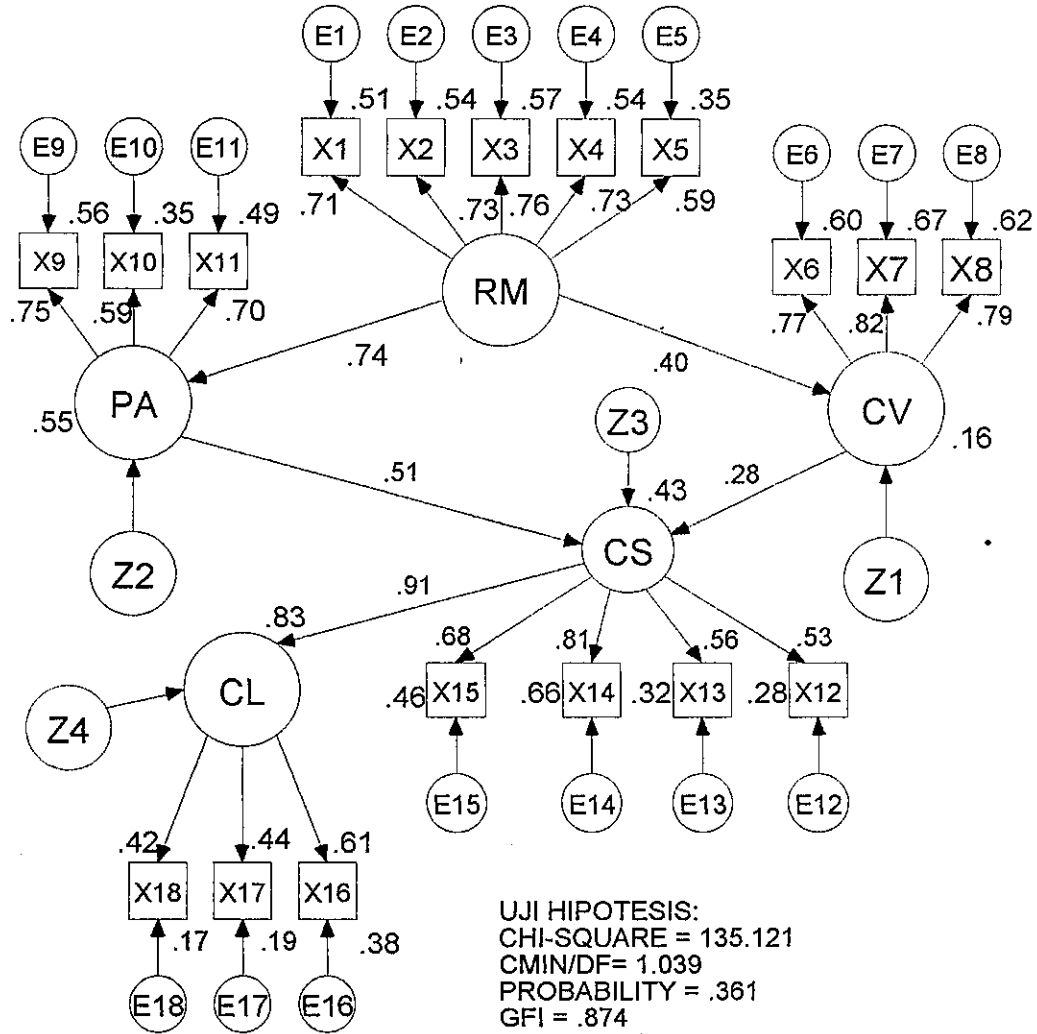 E1 E2 E3 E4 E5
.51 .54 .57 .54 .35
X1 X2 X3 X4 X5
.71 .73 .76 .73 .59
E9 E10 E11
.56 .35 .49
X9 X10 X11
.75 .59 .70
E6 E7 E8
.60 .67 .62
X6 X7 X8
.77 .82 .79
RM
.74 .40
PA
.55
CV
.16
Z3
.51 .43 .28
CS
Z2
Z1
.91
.83
.68 .81 .56 .53
CL
.46 X15 .66 X14 .32 X13 .28 X12
Z4
E15 E14 E13 E12
.42 .44 .61
X18 X17 X16
.17 .19 .38
E18 E17 E16
UJI HIPOTESIS:
CHI-SQUARE = 135.121
CMIN/DF= 1.039
PROBABILITY = .361
GFI = .874